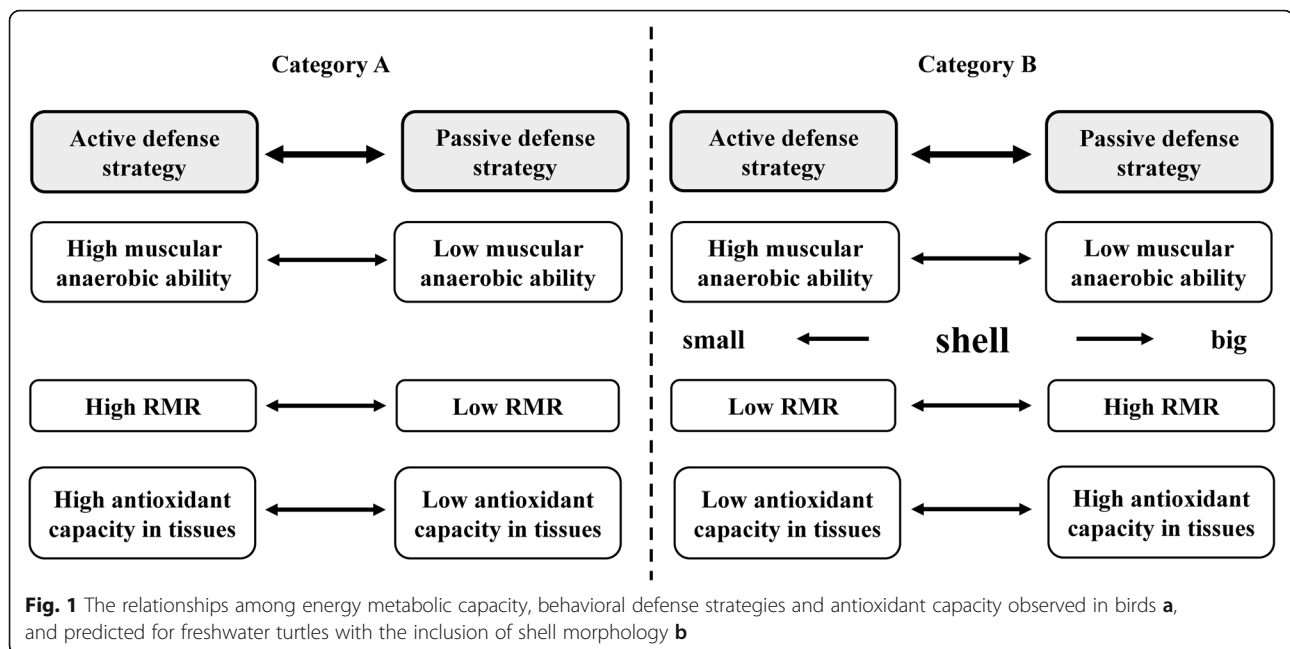 Category A
Active defense
strategy
Passive defense
strategy
High muscular
anaerobic ability
Low muscular
anaerobic ability
High RMR
Low RMR
High antioxidant
capacity in tissues
Low antioxidant
capacity in tissues
Category B
Active defense
strategy
Passive defense
strategy
High muscular
anaerobic ability
Low muscular
anaerobic ability
small
shell
big
Low RMR
High RMR
Low antioxidant
capacity in tissues
High antioxidant
capacity in tissues
Fig. 1 The relationships among energy metabolic capacity, behavioral defense strategies and antioxidant capacity observed in birds a,
and predicted for freshwater turtles with the inclusion of shell morphology b